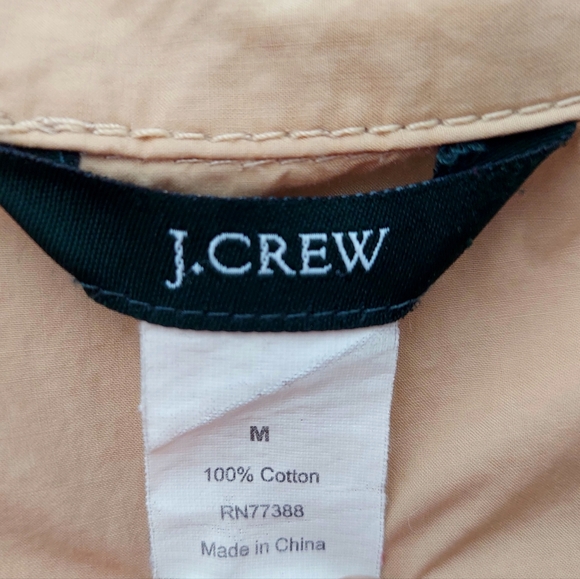 J.CREW
M
100% Cotton
RN77388
Made in China